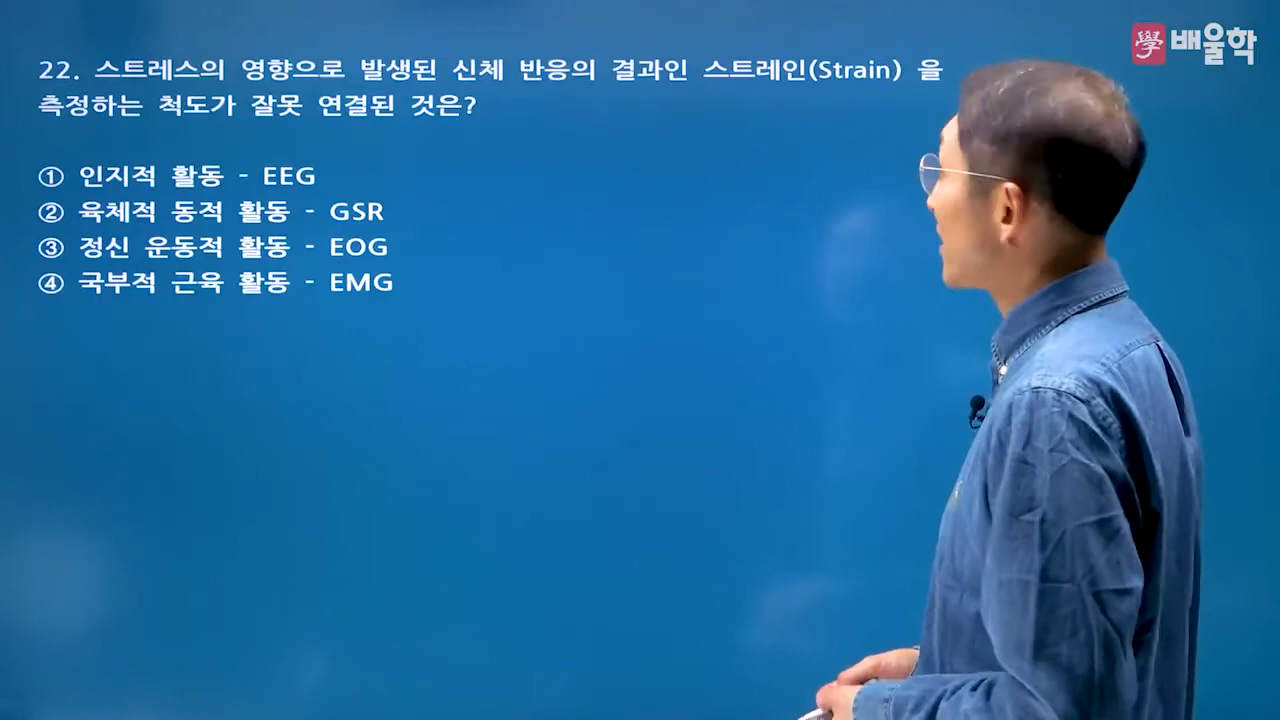 學 배울학
22. 스트레스의 영향으로 발생된 신체 반응의 결과인 스트레인(Strain) 을
측정하는 척도가 잘못 연결된 것은?
① 인지적 활동 - EEG
② 육체적 동적 활동 - GSR
③ 정신 운동적 활동 - EOG
④ 국부적 근육 활동 - EMG